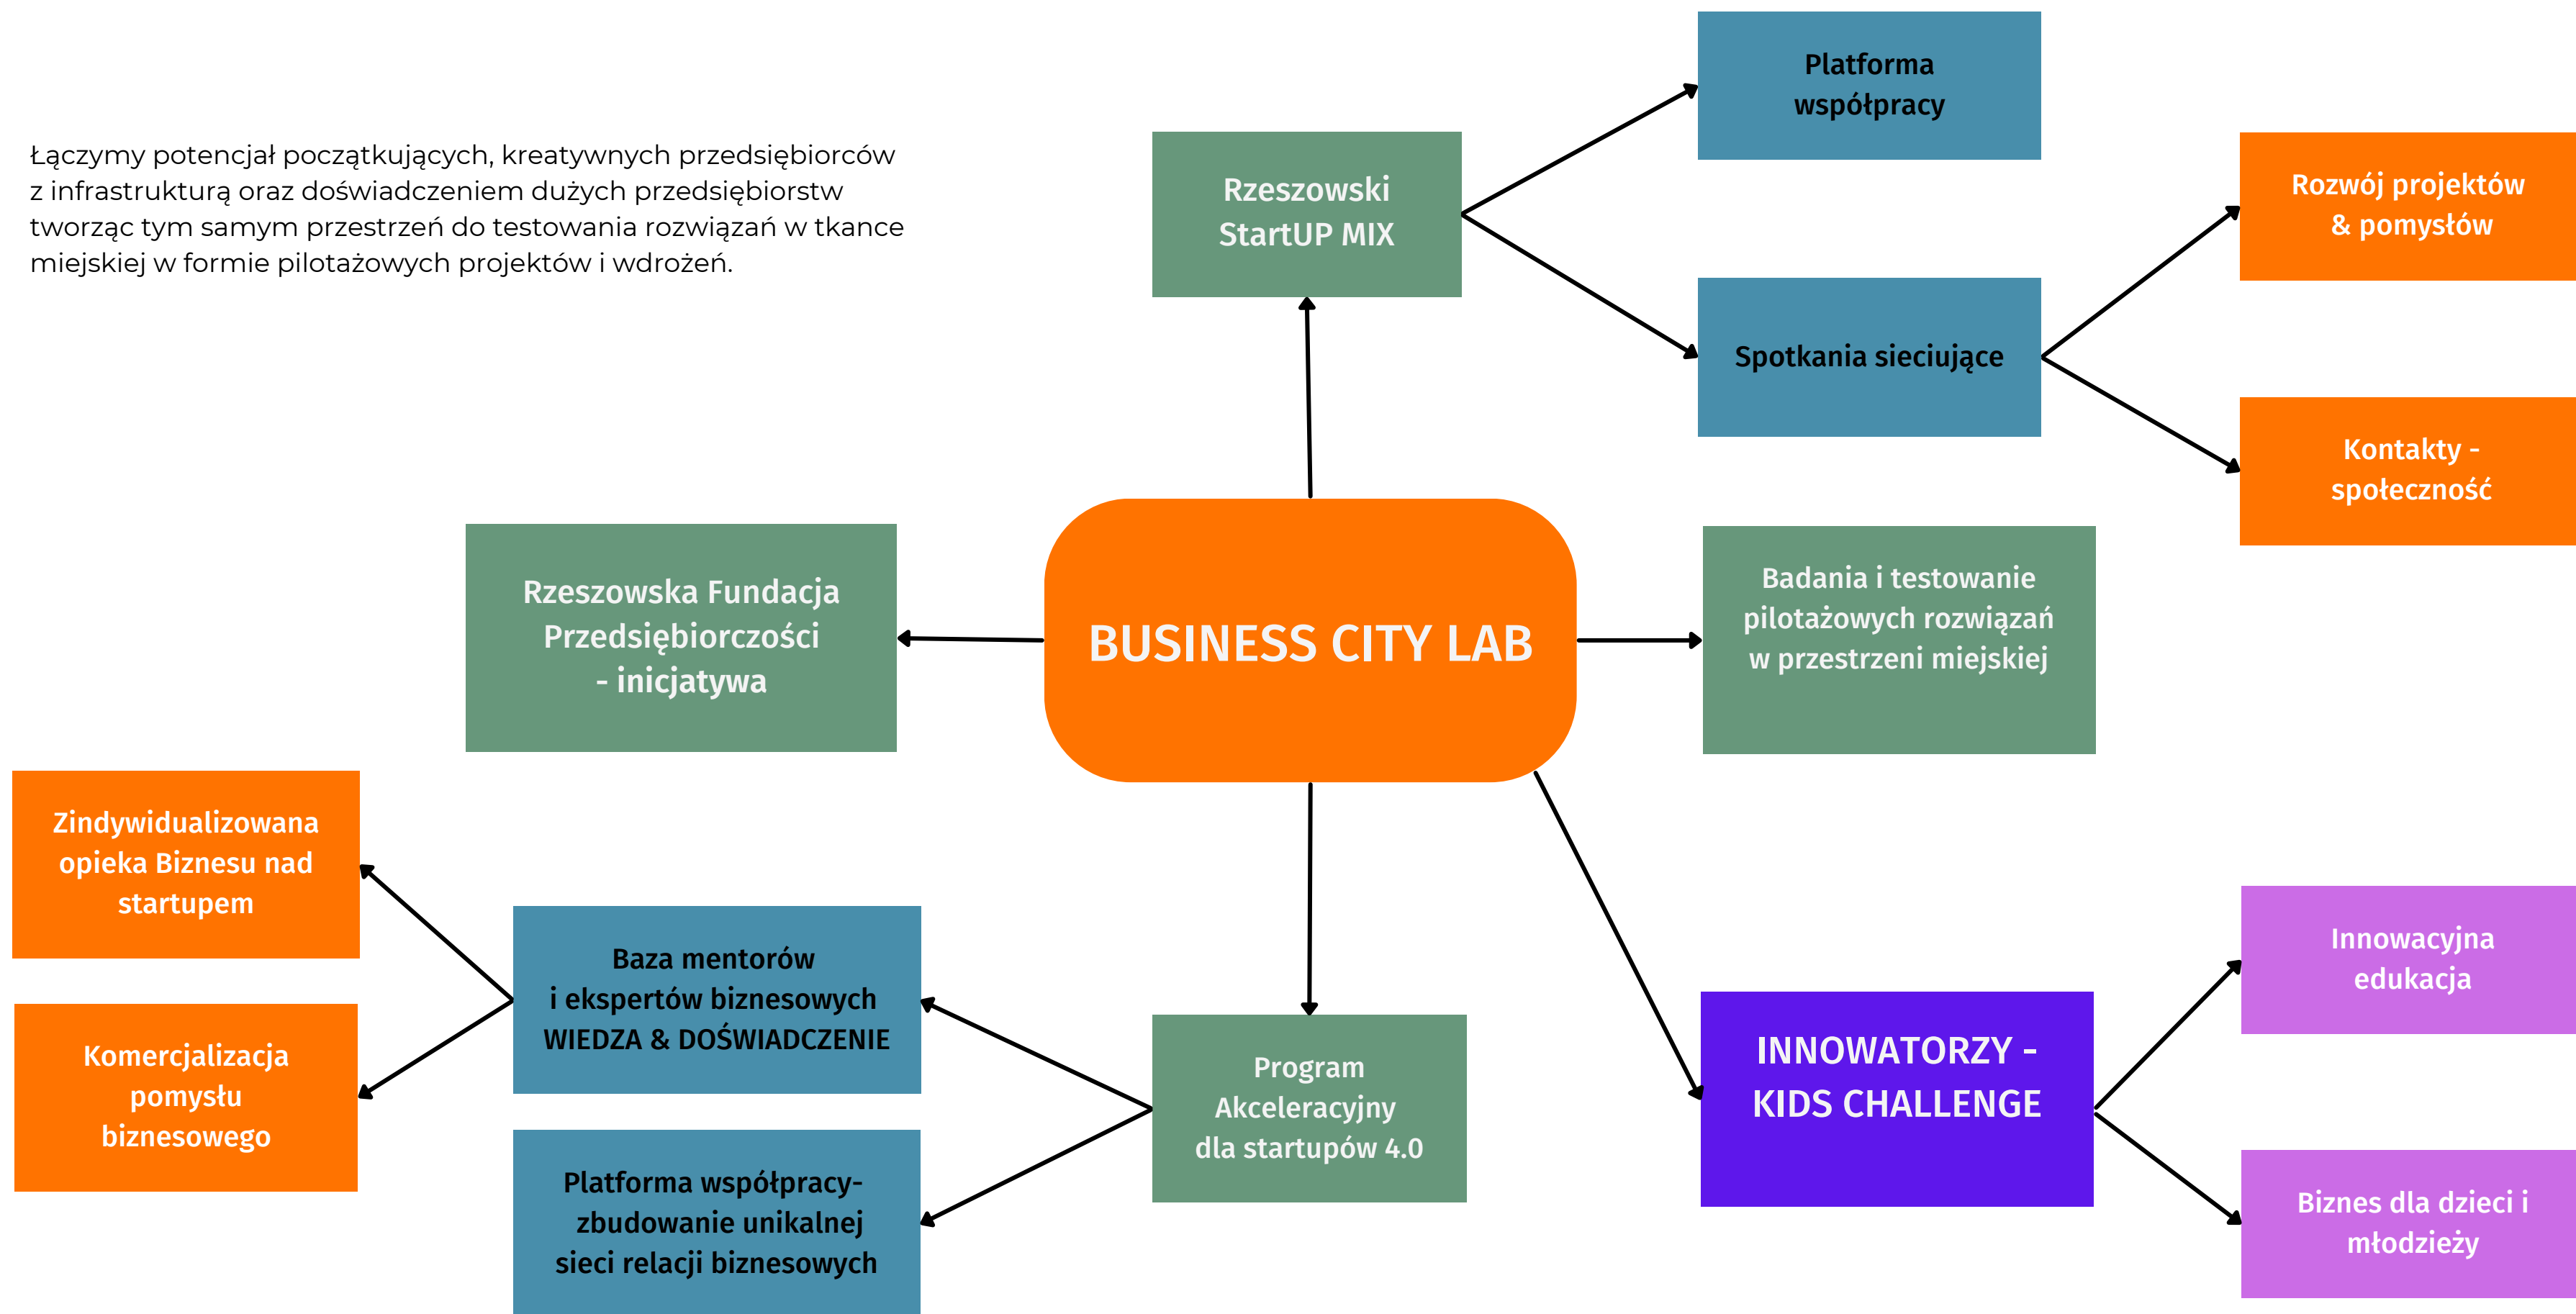 Łączymy potencjał początkujących, kreatywnych przedsiębiorców
z infrastrukturą oraz doświadczeniem dużych przedsiębiorstw
tworząc tym samym przestrzeń do testowania rozwiązań w tkance
miejskiej w formie pilotażowych projektów i wdrożeń.
Rzeszowski
StartUP MIX
Platforma
współpracy
Spotkania sieciujące
Rozwój projektów
& pomysłów
Kontakty -
społeczność
Rzeszowska Fundacja
Przedsiębiorczości
- inicjatywa
BUSINESS CITY LAB
Badania i testowanie
pilotażowych rozwiązań
w przestrzeni miejskiej
Zindywidualizowana
opieka Biznesu nad
startupem
Komercjalizacja
pomysłu
biznesowego
Baza mentorów
i ekspertów biznesowych
WIEDZA & DOŚWIADCZENIE
Platforma współpracy-
zbudowanie unikalnej
sieci relacji biznesowych
Program
Akceleracyjny
dla startupów 4.0
INNOWATORZY -
KIDS CHALLENGE
Innowacyjna
edukacja
Biznes dla dzieci i
młodzieży